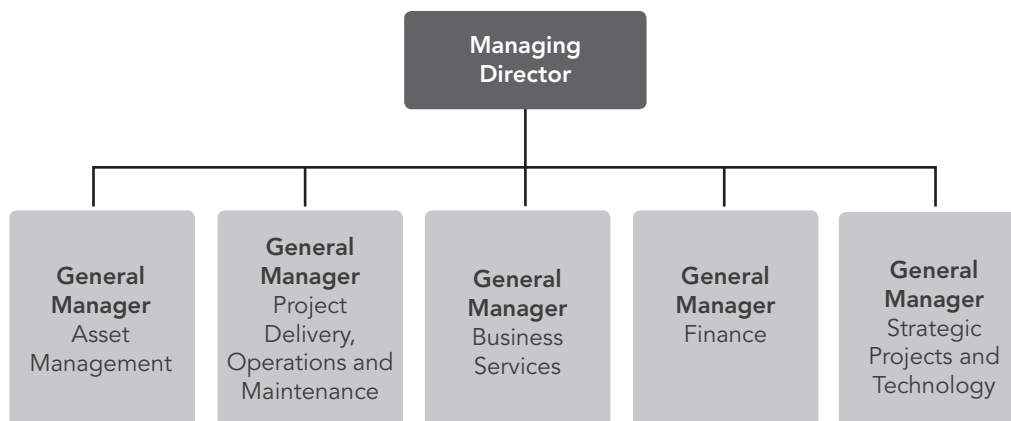 Managing
Director
General
Manager
Asset
Management
General
Manager
Project
Delivery,
Operations and
Maintenance
General
Manager
Business
Services
General
Manager
Finance
General
Manager
Strategic
Projects and
Technology